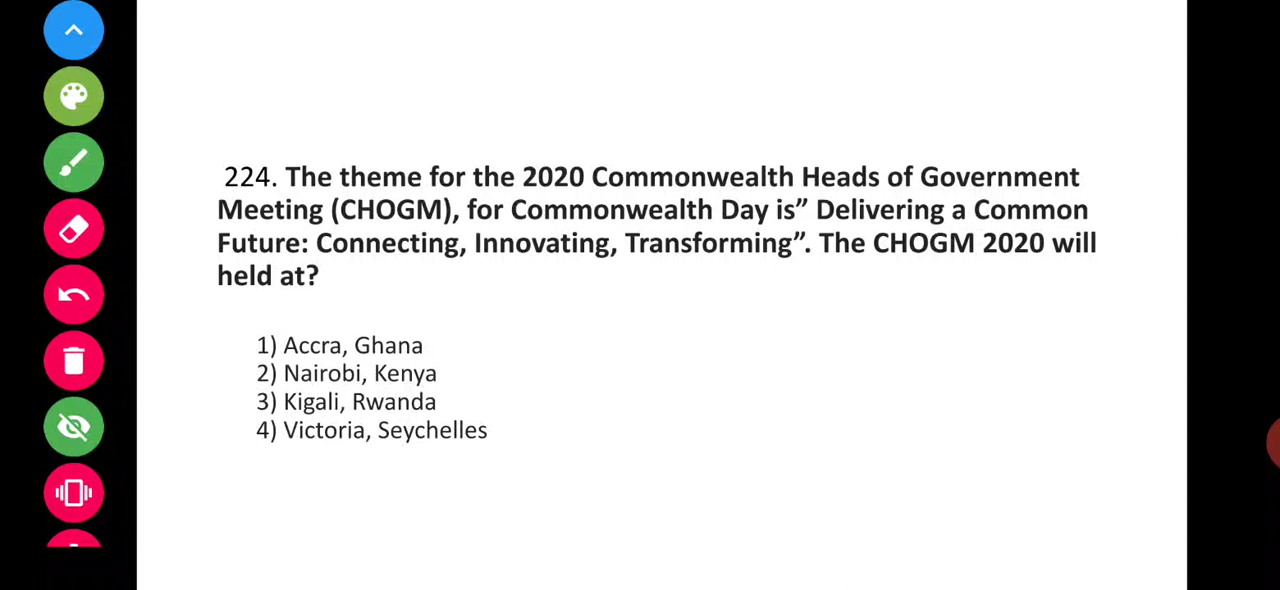 224. The theme for the 2020 Commonwealth Heads of Government
Meeting (CHOGM), for Commonwealth Day is” Delivering a Common
Future: Connecting, Innovating, Transforming”. The CHOGM 2020 will
held at?
1) Accra, Ghana
2) Nairobi, Kenya
3) Kigali, Rwanda
4) Victoria, Seychelles